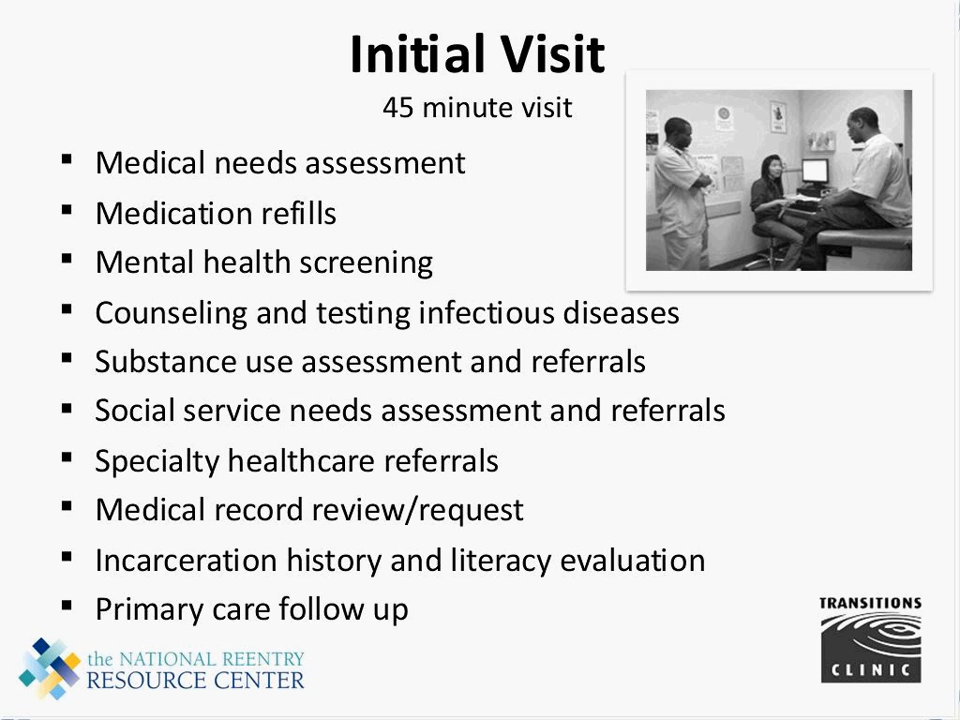 Initial Visit
45 minute visit
▪ Medical needs assessment
▪ Medication refills
▪ Mental health screening
▪ Counseling and testing infectious diseases
▪ Substance use assessment and referrals
▪ Social service needs assessment and referrals
▪ Specialty healthcare referrals
▪ Medical record review/request
▪ Incarceration history and literacy evaluation
▪ Primary care follow up
the NATIONAL REENTRY
RESOURCE CENTER
TRANSITIONS
CLINIC